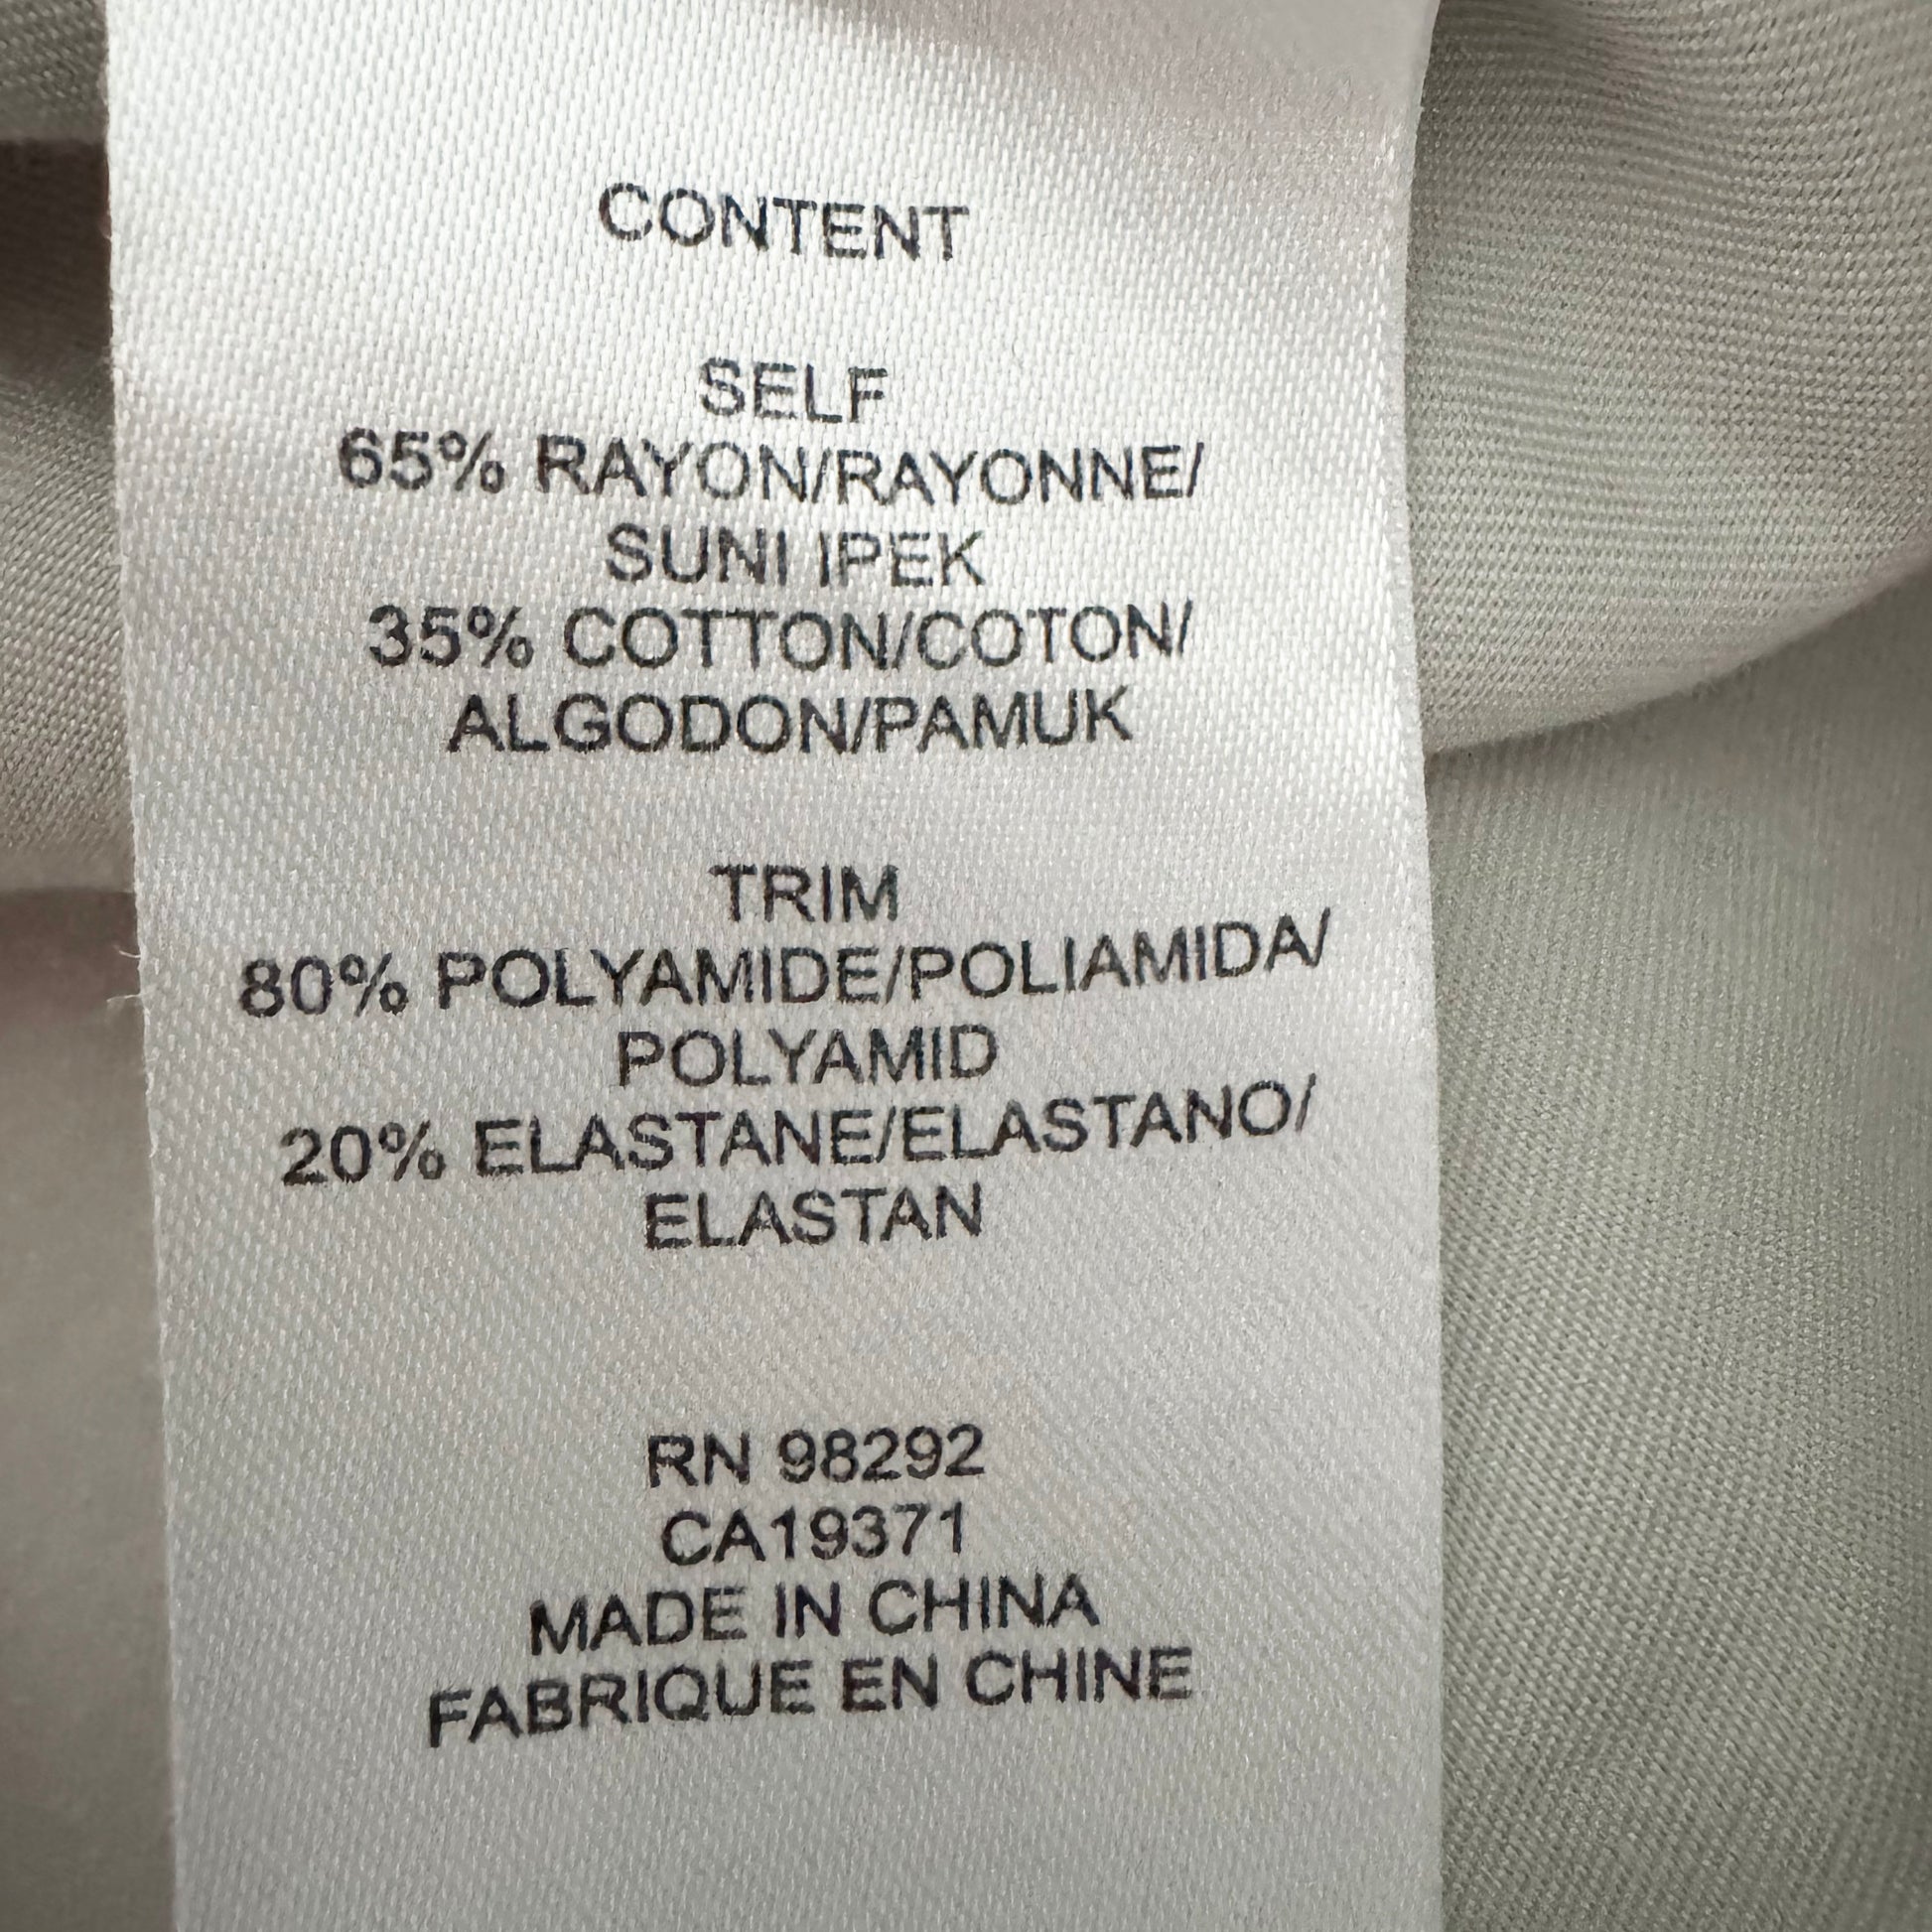 CONTENT
SELF
65% RAYON/RAYONNE/
SUNI IPEK
35% COTTON/COTON/
ALGODON/PAMUK
TRIM
80% POLYAMIDE/POLIAMIDA/
POLYAMID
20% ELASTANE/ELASTANO/
ELASTAN
RN 98292
CA19371
MADE IN CHINA
FABRIQUE EN CHINE